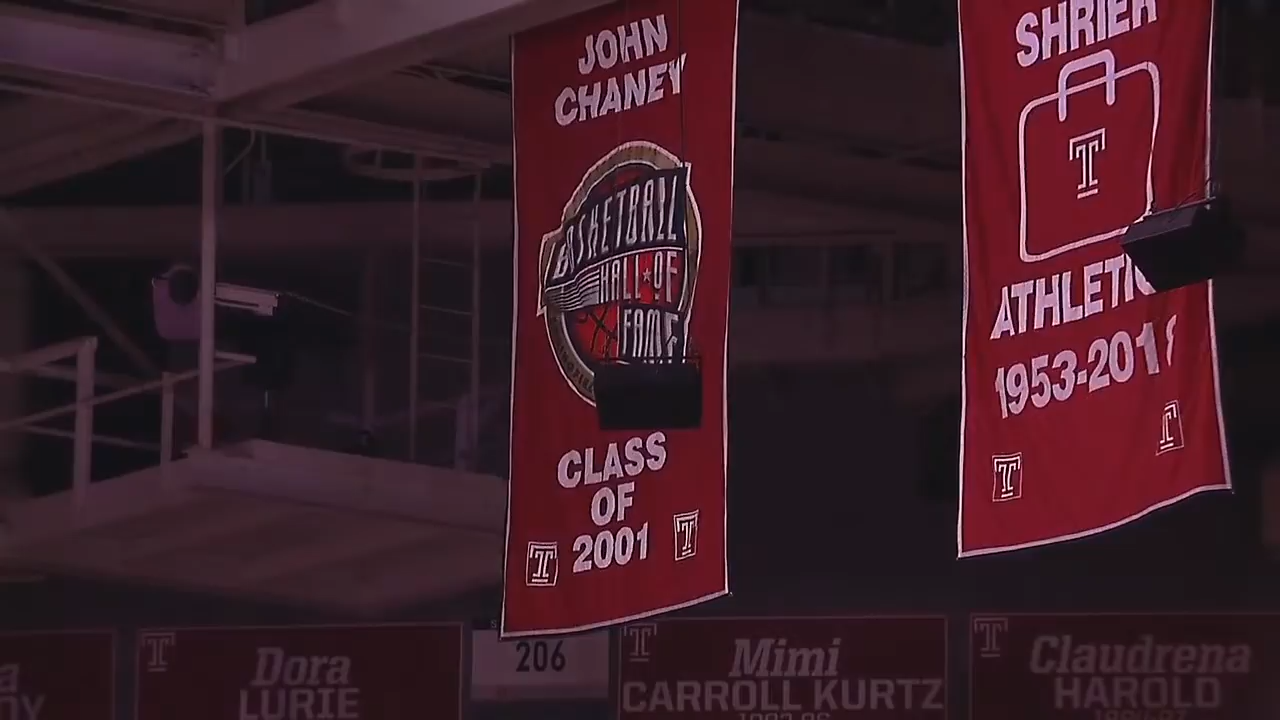 JOHN
CHANEY
BASKETBALL
HALL OF
FAME
CLASS
OF
2001
SHRIER
T
ATHLETIC
1953-2018
T
T
T
T
206
T
Dora
LURIE
T
Mimi
CARROLL KURTZ
T
Claudrena
HAROLD